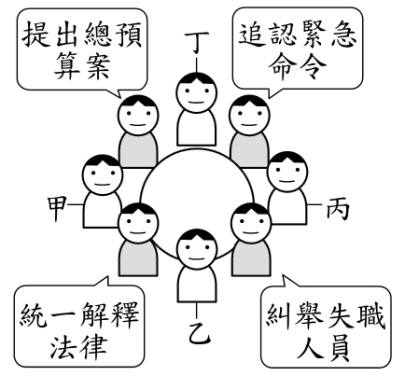 提出總預
算案
丁
追認緊急
命令
甲
丙
統一解釋
法律
乙
糾舉失職
人員